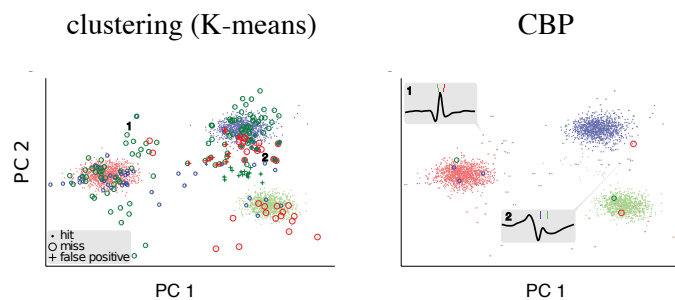 clustering (K-means)
CBP
PC 2
1
2
• hit
○ miss
+ false positive
PC 1
1
2
PC 1